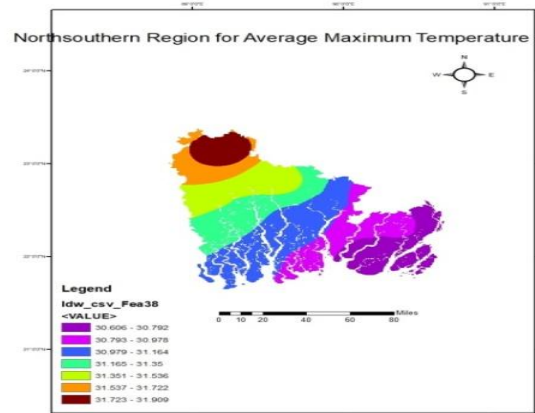 Northsouthern Region for Average Maximum Temperature
N
W E
S
Legend
Idw_csv_Fea38
<VALUE>
30.606 - 30.792
30.793 - 30.978
30.979 - 31.164
31.165 - 31.35
31.351 - 31.536
31.537 - 31.722
31.723 - 31.909
Miles
0 5 10 20 40 60 80